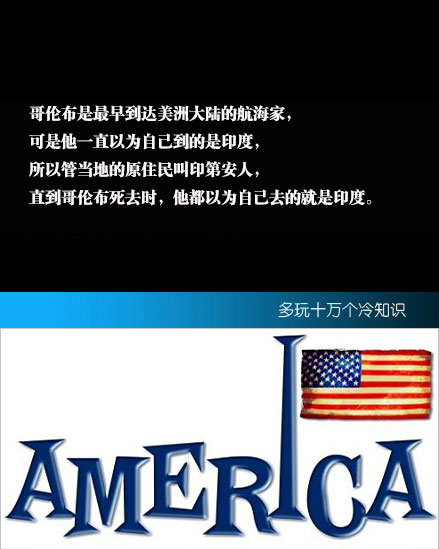 哥伦布是最早到达美洲大陆的航海家，
可是他一直以为自己到的是印度，
所以管当地的原住民叫印第安人，
直到哥伦布死去时，他都以为自己去的就是印度。
多玩十万个冷知识
AMERICA